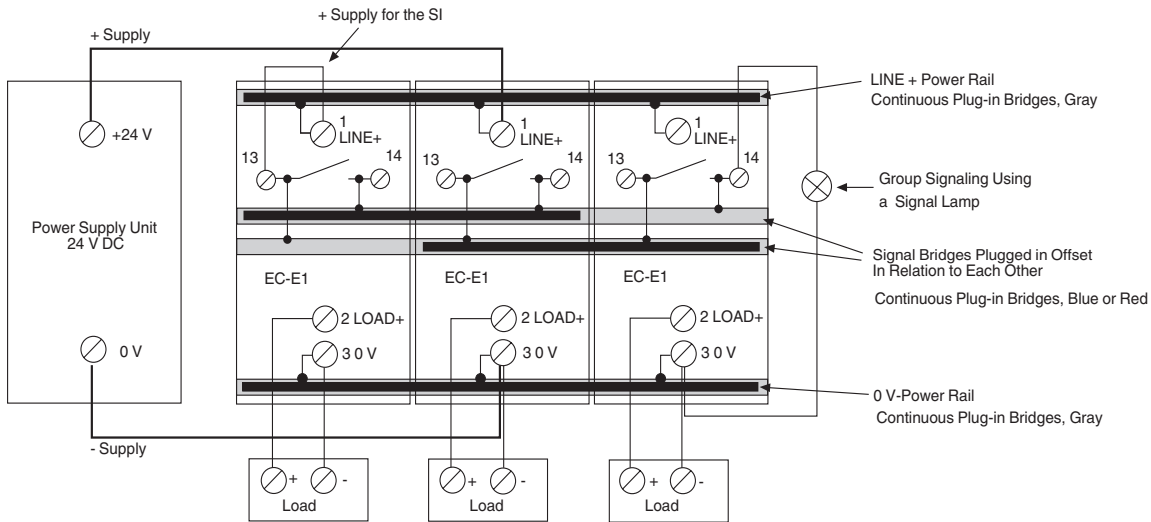 + Supply for the SI
+ Supply
LINE + Power Rail
Continuous Plug-in Bridges, Gray
+24 V
1
LINE+
1
LINE+
1
LINE+
13
14
13
14
13
14
Group Signaling Using
a Signal Lamp
Power Supply Unit
24 V DC
Signal Bridges Plugged in Offset
In Relation to Each Other
Continuous Plug-in Bridges, Blue or Red
EC-E1
EC-E1
EC-E1
2 LOAD+
2 LOAD+
2 LOAD+
0 V
3 0 V
3 0 V
3 0 V
0 V-Power Rail
Continuous Plug-in Bridges, Gray
- Supply
+ -
Load
+ -
Load
+ -
Load